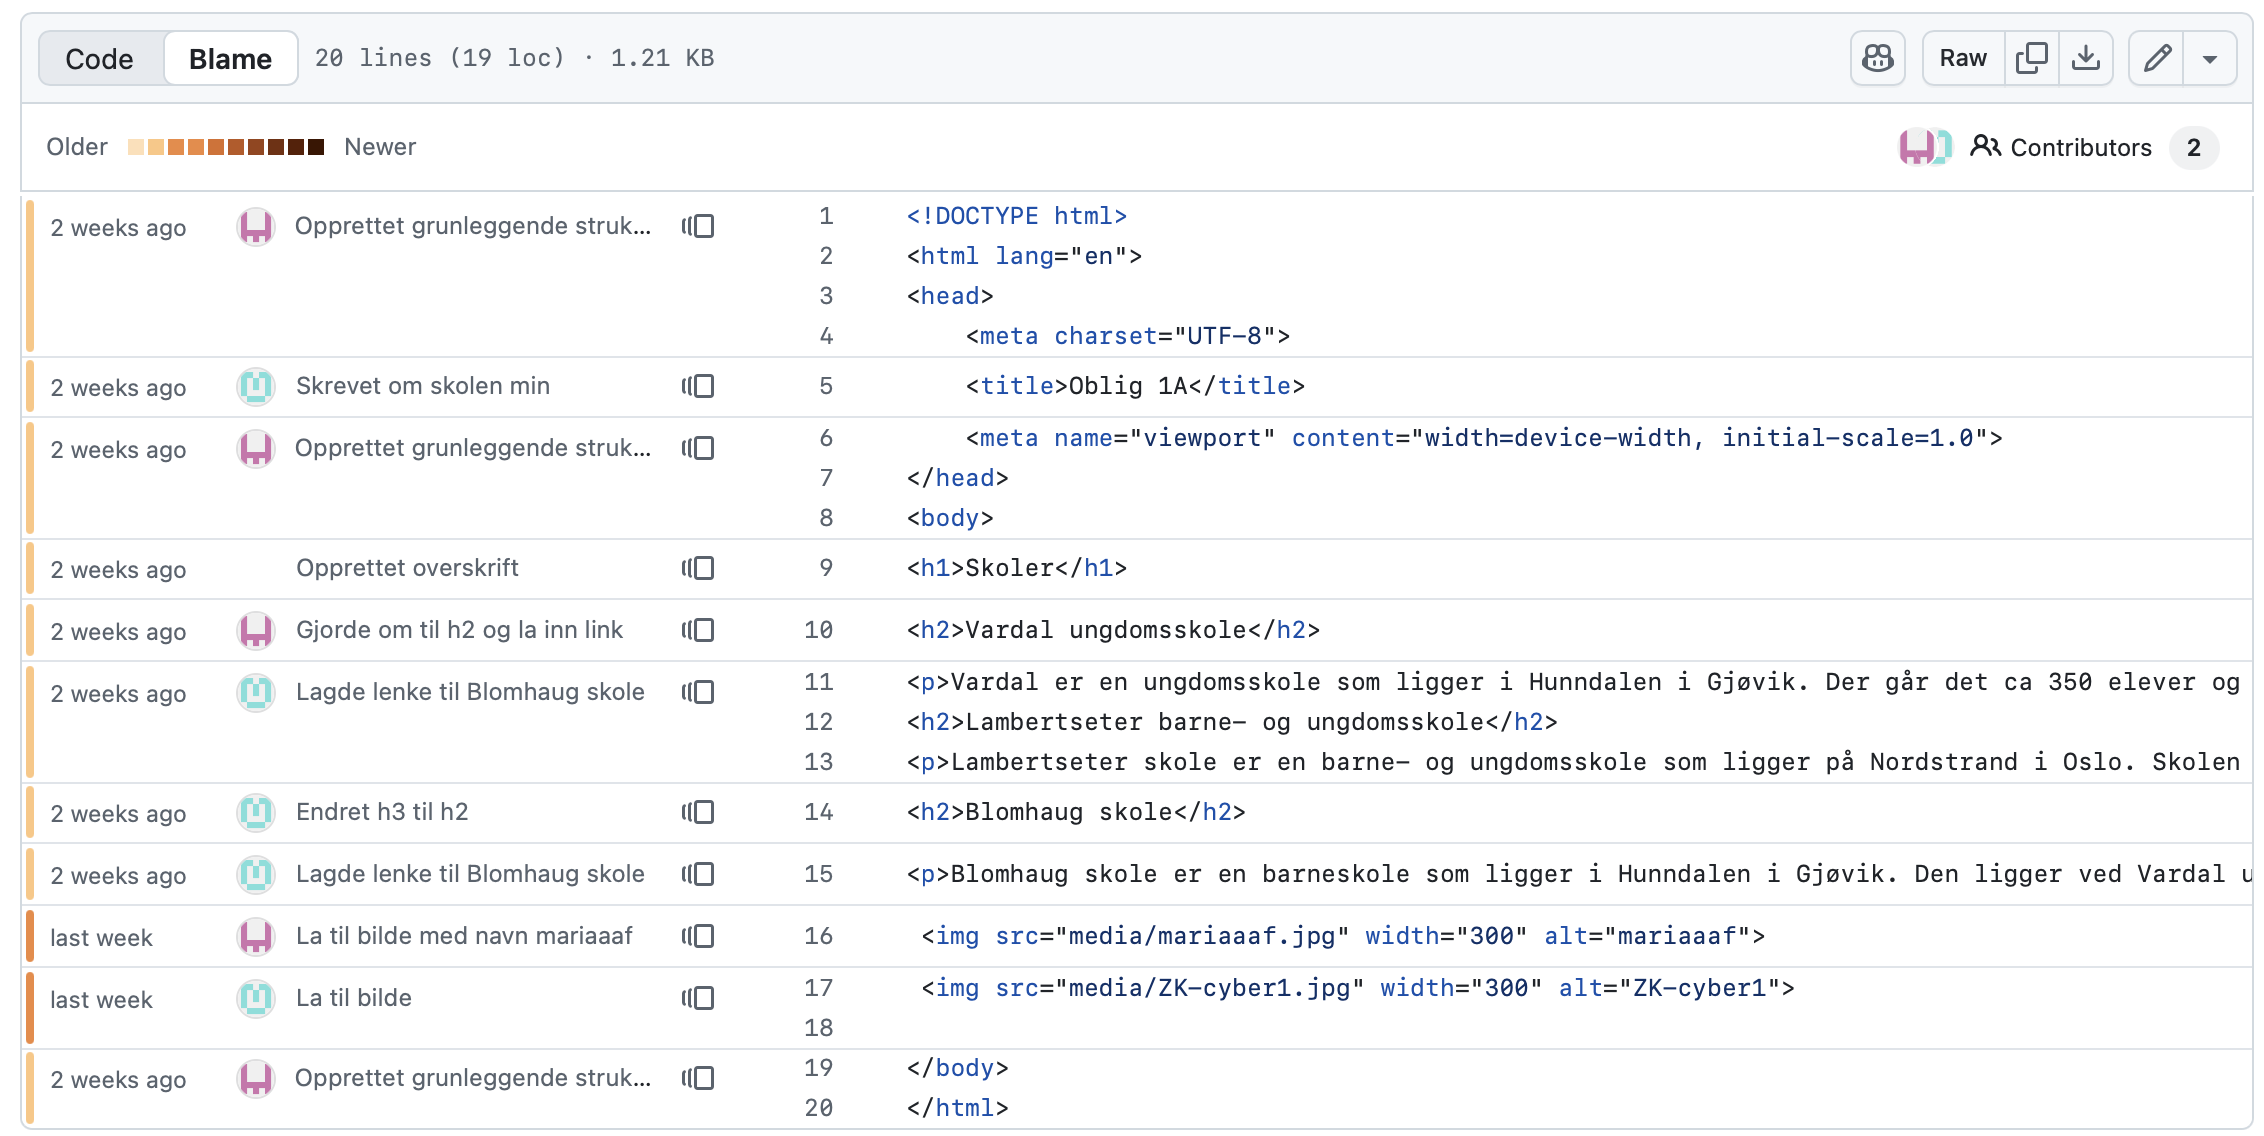 Code Blame 20 lines (19 loc) · 1.21 KB Raw
Older Newer Contributors 2
2 weeks ago Opprettet grunleggende struk... 1 <!DOCTYPE html>
2 <html lang="en">
3 <head>
4     <meta charset="UTF-8">
2 weeks ago Skrevet om skolen min 5     <title>Oblig 1A</title>
2 weeks ago Opprettet grunleggende struk... 6     <meta name="viewport" content="width=device-width, initial-scale=1.0">
7 </head>
8 <body>
2 weeks ago Opprettet overskrift 9 <h1>Skoler</h1>
2 weeks ago Gjorde om til h2 og la inn link 10 <h2>Vardal ungdomsskole</h2>
2 weeks ago Lagde lenke til Blomhaug skole 11 <p>Vardal er en ungdomsskole som ligger i Hunndalen i Gjøvik. Der går det ca 350 elever og
12 <h2>Lambertseter barne- og ungdomsskole</h2>
13 <p>Lambertseter skole er en barne- og ungdomsskole som ligger på Nordstrand i Oslo. Skolen
2 weeks ago Endret h3 til h2 14 <h2>Blomhaug skole</h2>
2 weeks ago Lagde lenke til Blomhaug skole 15 <p>Blomhaug skole er en barneskole som ligger i Hunndalen i Gjøvik. Den ligger ved Vardal
last week La til bilde med navn mariaaaf 16  <img src="media/mariaaaf.jpg" width="300" alt="mariaaaf">
last week La til bilde 17  <img src="media/ZK-cyber1.jpg" width="300" alt="ZK-cyber1">
18
2 weeks ago Opprettet grunleggende struk... 19 </body>
20 </html>